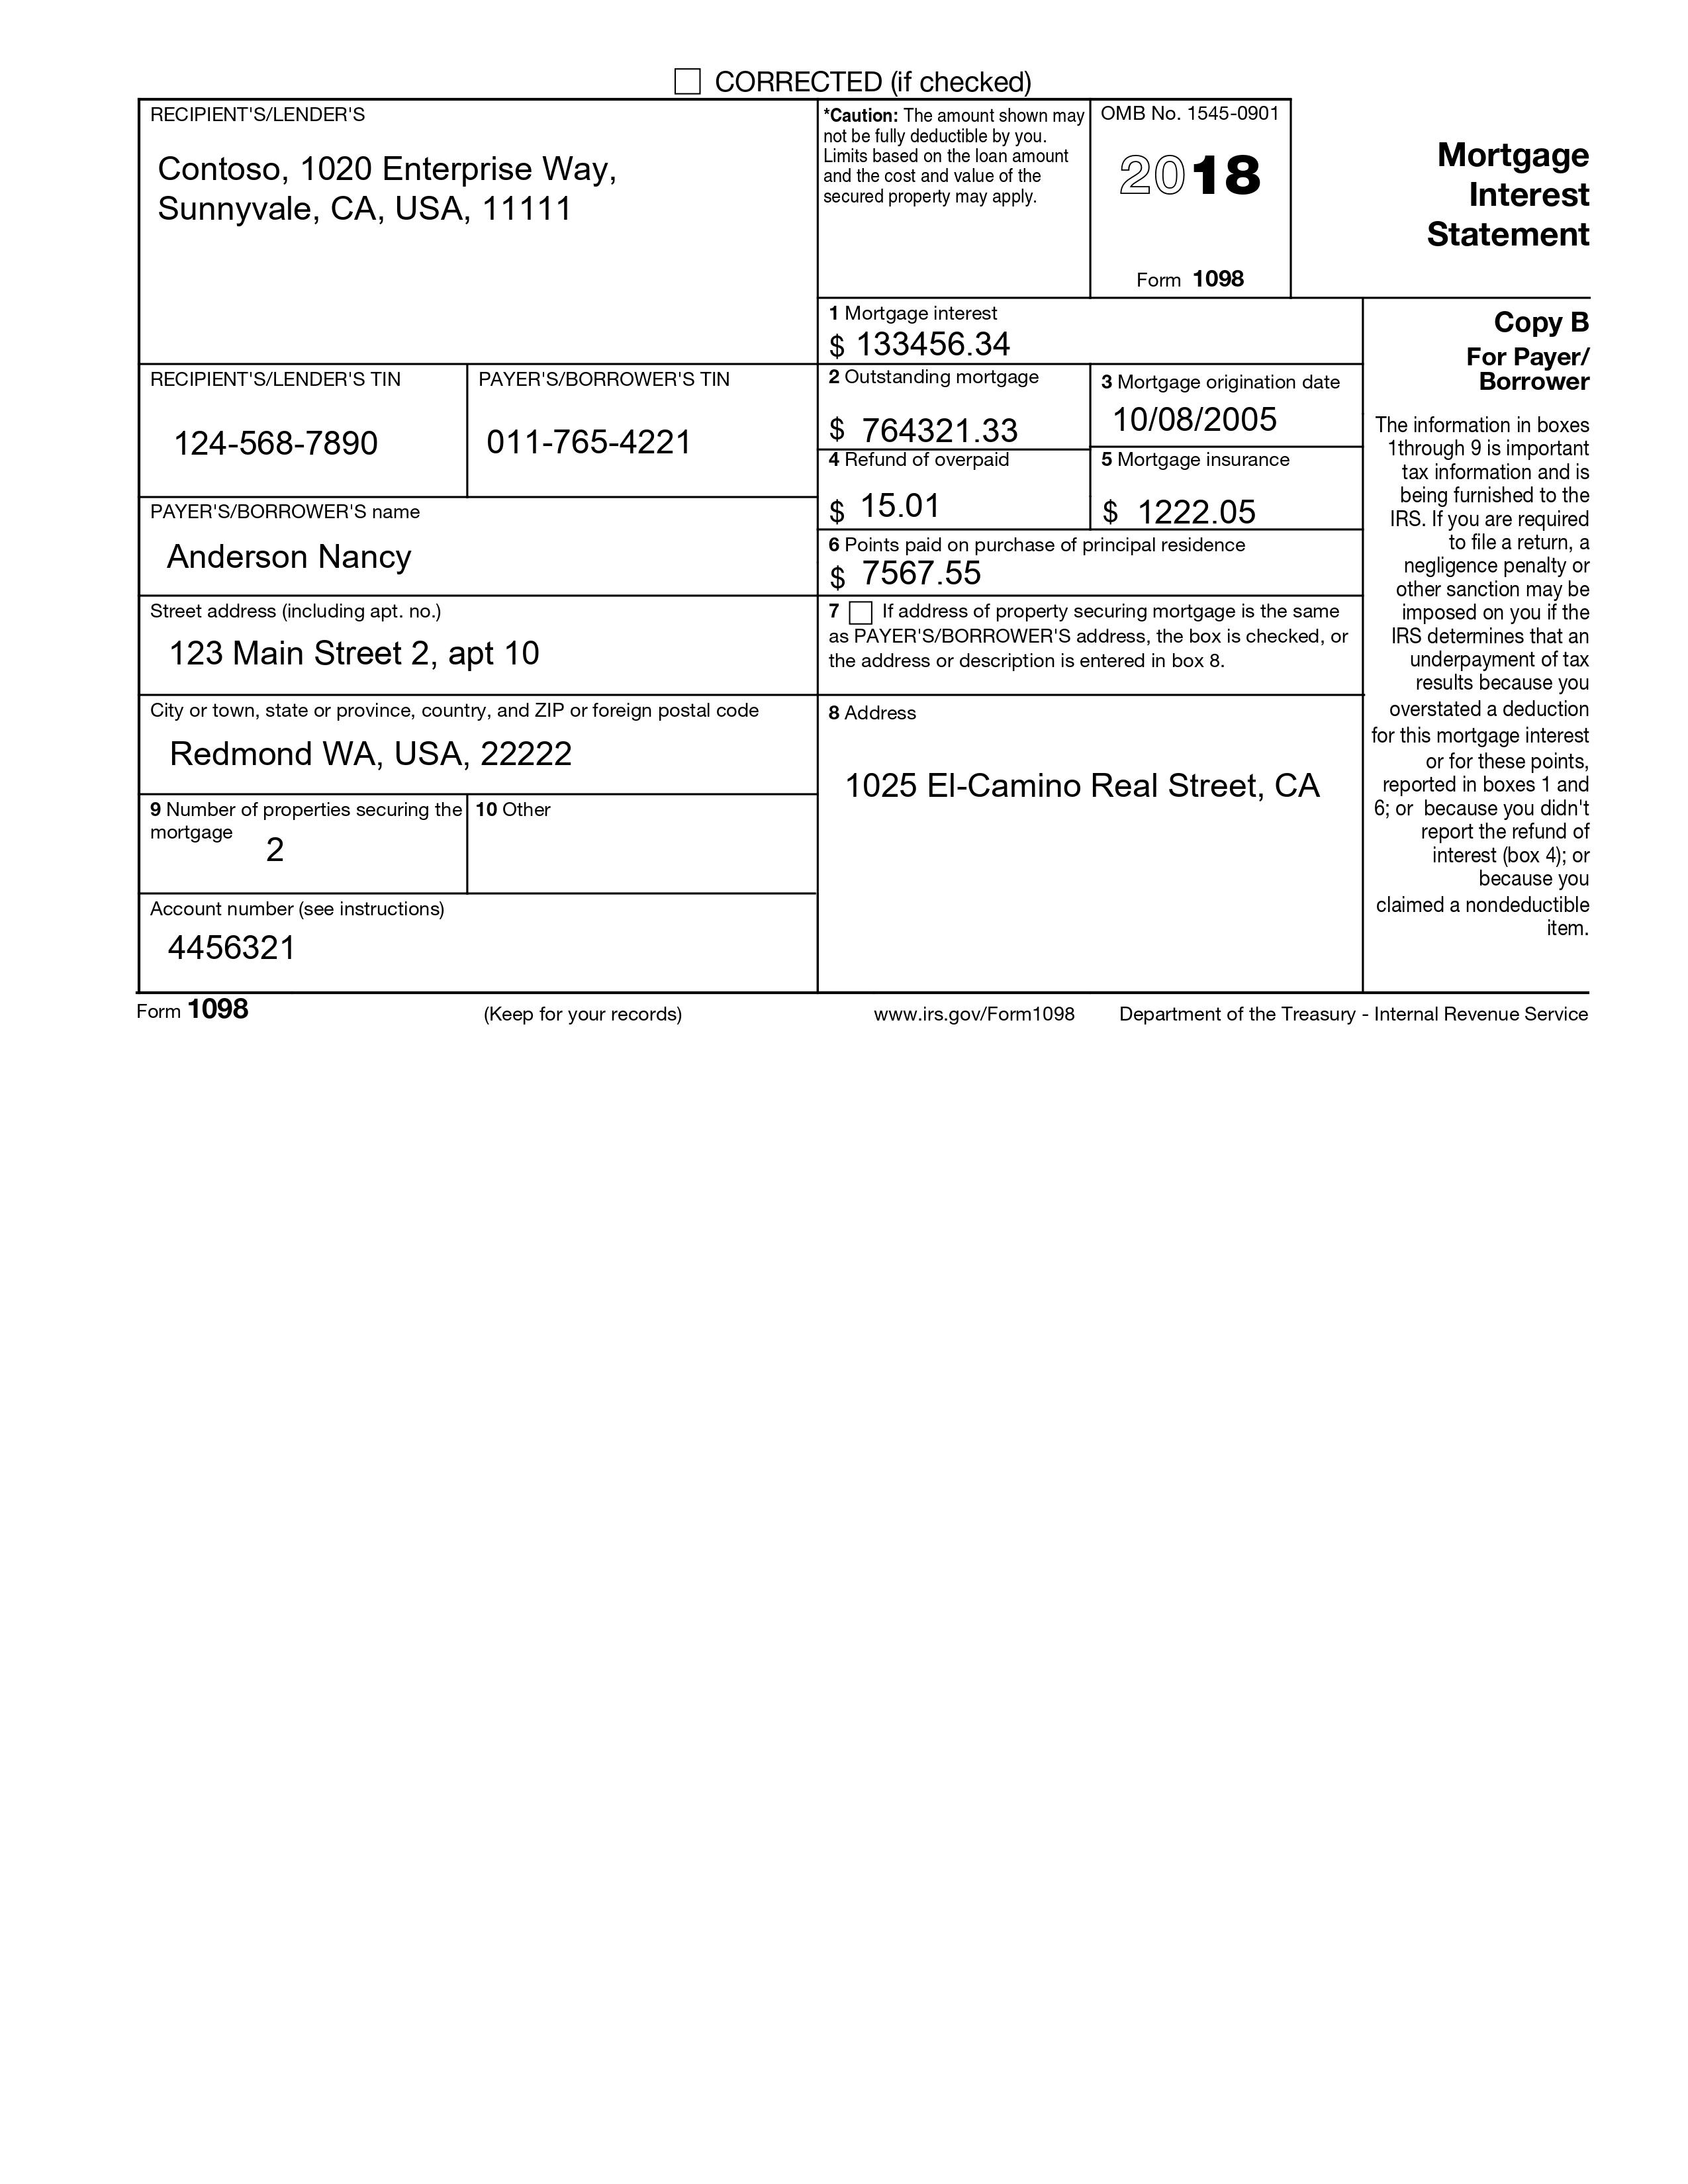 CORRECTED (if checked)
RECIPIENT'S/LENDER'S
Contoso, 1020 Enterprise Way,
Sunnyvale, CA, USA, 11111
*Caution: The amount shown may
not be fully deductible by you.
Limits based on the loan amount
and the cost and value of the
secured property may apply.
OMB No. 1545-0901
2018
Form 1098
Mortgage
Interest
Statement
1 Mortgage interest
$ 133456.34
Copy B
For Payer/
Borrower
RECIPIENT'S/LENDER'S TIN
124-568-7890
PAYER'S/BORROWER'S TIN
011-765-4221
2 Outstanding mortgage
$ 764321.33
3 Mortgage origination date
10/08/2005
4 Refund of overpaid
$ 15.01
5 Mortgage insurance
$ 1222.05
PAYER'S/BORROWER'S name
Anderson Nancy
6 Points paid on purchase of principal residence
$ 7567.55
Street address (including apt. no.)
123 Main Street 2, apt 10
7 If address of property securing mortgage is the same
as PAYER'S/BORROWER'S address, the box is checked, or
the address or description is entered in box 8.
City or town, state or province, country, and ZIP or foreign postal code
Redmond WA, USA, 22222
8 Address
1025 El-Camino Real Street, CA
9 Number of properties securing the
mortgage
2
10 Other
Account number (see instructions)
4456321
The information in boxes
1through 9 is important
tax information and is
being furnished to the
IRS. If you are required
to file a return, a
negligence penalty or
other sanction may be
imposed on you if the
IRS determines that an
underpayment of tax
results because you
overstated a deduction
for this mortgage interest
or for these points,
reported in boxes 1 and
6; or because you didn't
report the refund of
interest (box 4); or
because you
claimed a nondeductible
item.
Form 1098
(Keep for your records)
www.irs.gov/Form1098
Department of the Treasury - Internal Revenue Service